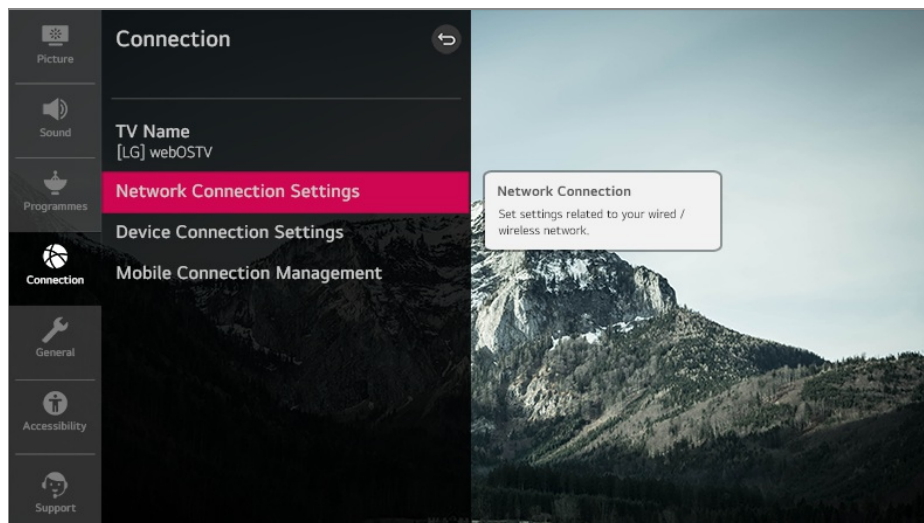 Picture
Sound
Programmes
Connection
General
Accessibility
Support
Connection
TV Name
[LG] webOSTV
Network Connection Settings
Device Connection Settings
Mobile Connection Management
Network Connection
Set settings related to your wired /
wireless network.